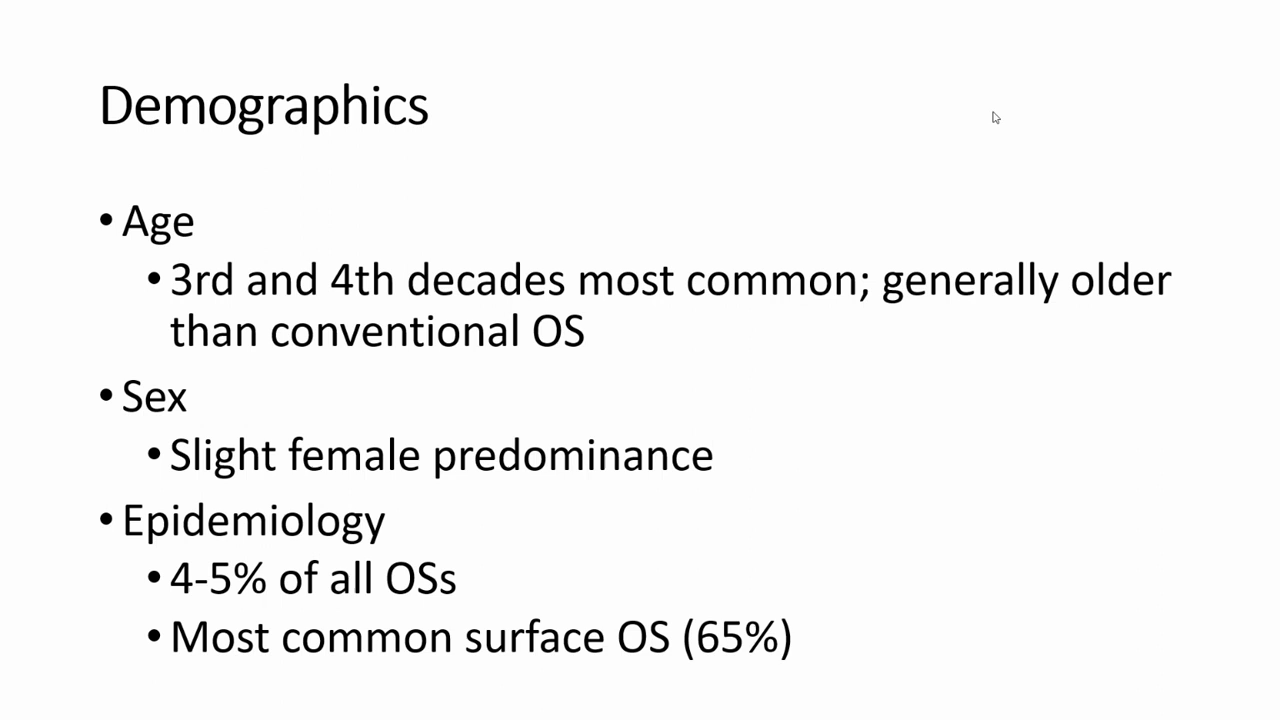 Demographics
• Age
• 3rd and 4th decades most common; generally older
than conventional OS
• Sex
• Slight female predominance
• Epidemiology
• 4-5% of all OSs
• Most common surface OS (65%)